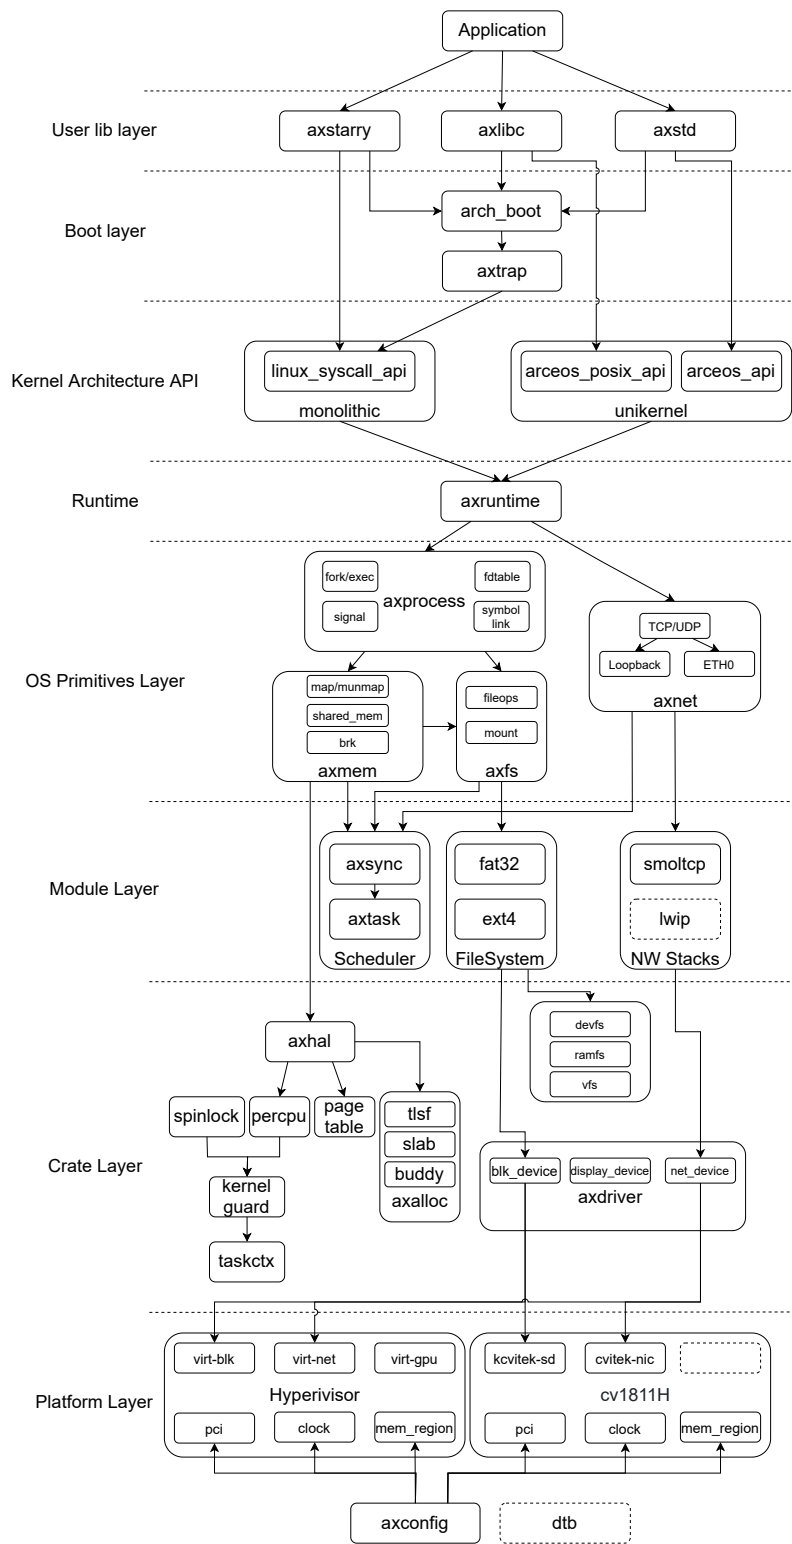 Application
User lib layer
axstarry
axlibc
axstd
Boot layer
arch_boot
axtrap
Kernel Architecture API
linux_syscall_api
monolithic
arceos_posix_api
arceos_api
unikernel
Runtime
axruntime
fork/exec
fdtable
axprocess
signal
symbol
link
TCP/UDP
Loopback
ETH0
axnet
OS Primitives Layer
map/munmap
shared_mem
brk
axmem
fileops
mount
axfs
Module Layer
axsync
axtask
Scheduler
fat32
ext4
FileSystem
smoltcp
lwip
NW Stacks
axhal
devfs
ramfs
vfs
Crate Layer
spinlock
percpu
page
table
tlsf
slab
buddy
axalloc
kernel
guard
taskctx
blk_device
display_device
net_device
axdriver
Platform Layer
virt-blk
virt-net
virt-gpu
Hyperivisor
pci
clock
mem_region
kcvitek-sd
cvitek-nic
cv1811H
pci
clock
mem_region
axconfig
dtb